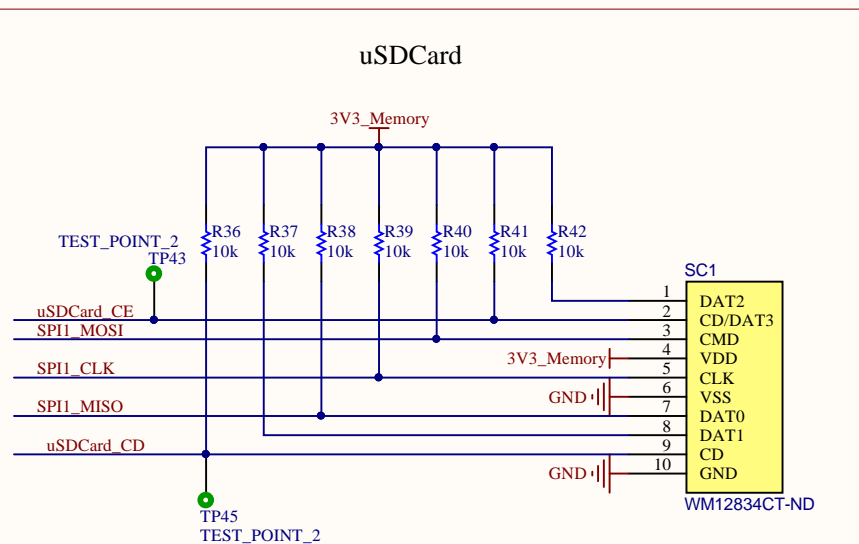 uSDCard
3V3_Memory
R36 R37 R38 R39 R40 R41 R42
10k 10k 10k 10k 10k 10k 10k
TEST_POINT_2
TP43
SC1
uSDCard_CE
SPI1_MOSI
3V3_Memory
SPI1_CLK
GND
SPI1_MISO
uSDCard_CD
GND
1 DAT2
2 CD/DAT3
3 CMD
4 VDD
5 CLK
6 VSS
7 DAT0
8 DAT1
9 CD
10 GND
WM12834CT-ND
TP45
TEST_POINT_2